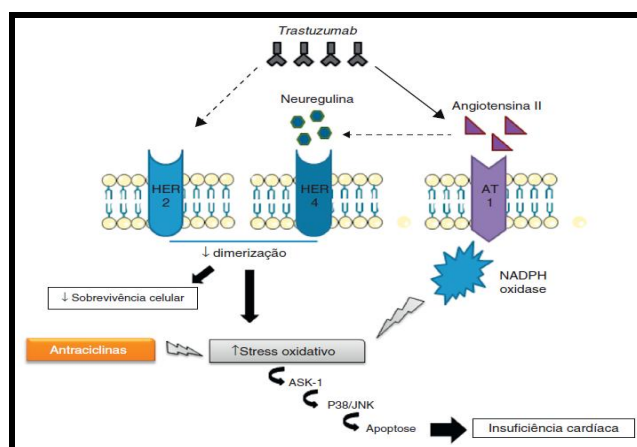 Trastuzumab
Neuregulina
Angiotensina II
HER
2
HER
4
AT
1
↓ dimerização
NADPH
oxidase
↓ Sobrevivência celular
Antraciclinas
↑Stress oxidativo
ASK-1
P38/JNK
Apoptose
Insuficiência cardíaca